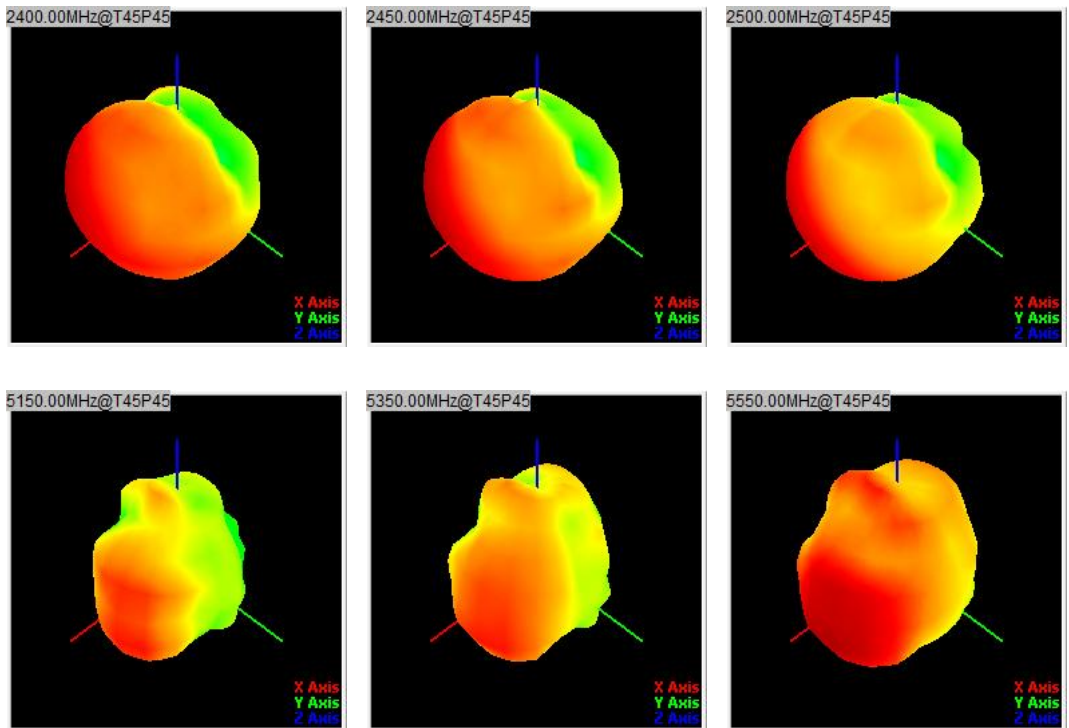 2400.00MHz@T45P45
2450.00MHz@T45P45
2500.00MHz@T45P45
X Axis
Y Axis
Z Axis
X Axis
Y Axis
Z Axis
X Axis
Y Axis
Z Axis
5150.00MHz@T45P45
5350.00MHz@T45P45
5550.00MHz@T45P45
X Axis
Y Axis
Z Axis
X Axis
Y Axis
Z Axis
X Axis
Y Axis
Z Axis